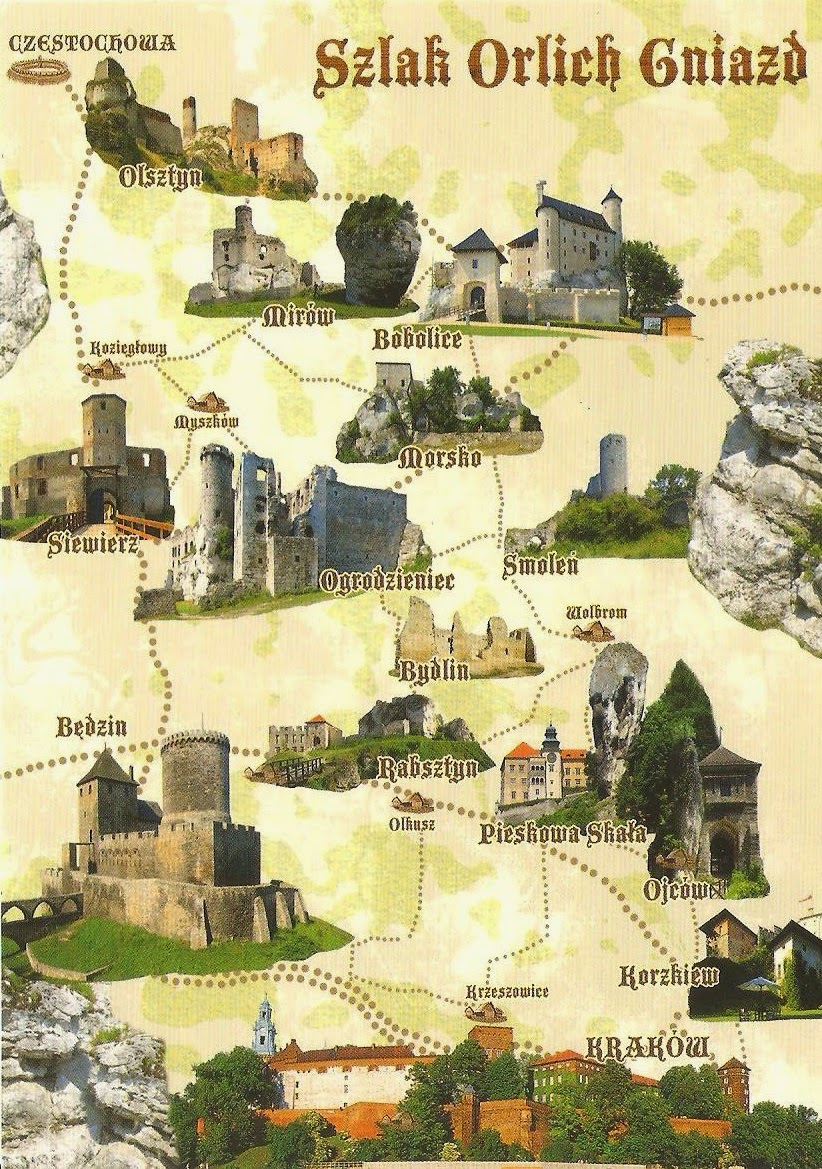 CZĘSTOCHOWA
Szlak Orlich Gniazd
Olsztyn
Mirów
Bobolice
Koziegłowy
Myszków
Morsko
Siewierz
Smoleń
Ogrodzieniec
Wolbrom
Bydlin
Będzin
Rabsztyn
Olkusz
Pieskowa Skała
Ojców
Korzkiew
Krzeszowice
KRAKÓW